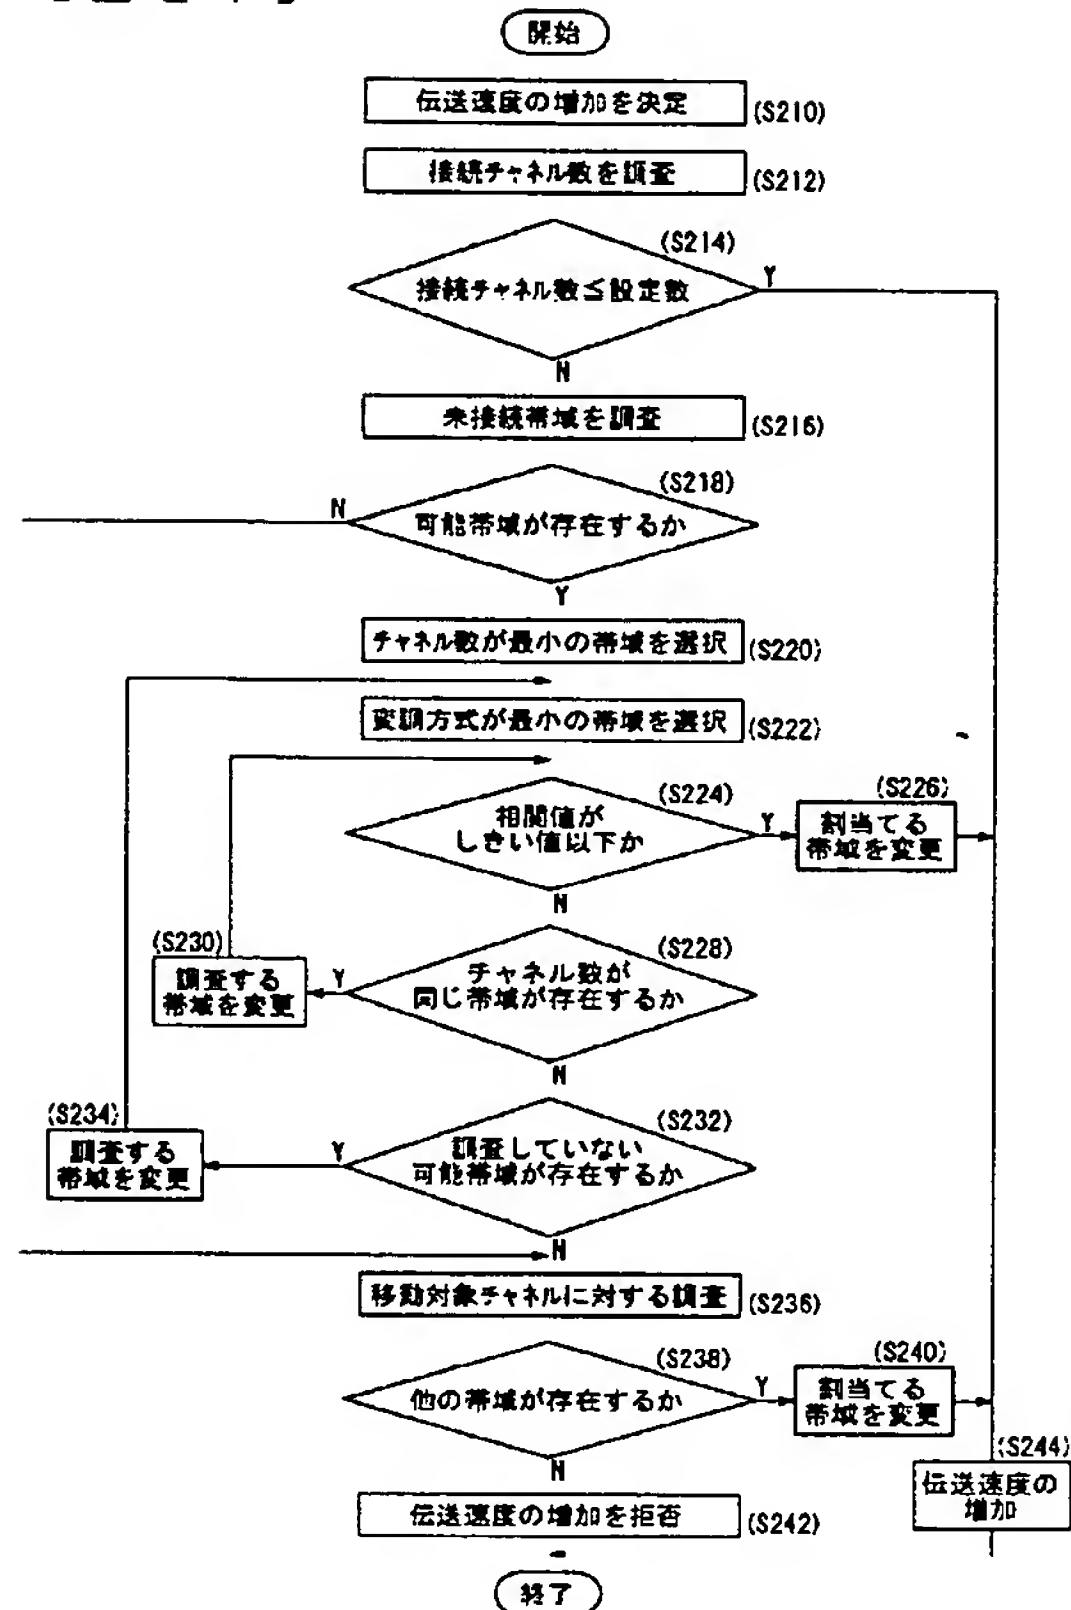 開始
伝送速度の増加を決定 (S210)
接続チャネル数を調査 (S212)
(S214)
接続チャネル数≦設定数
Y
N
未接続帯域を調査 (S216)
(S218)
N
可能帯域が存在するか
Y
チャネル数が最小の帯域を選択 (S220)
変調方式が最小の帯域を選択 (S222)
(S224)
相関値が
しきい値以下か
Y
(S226)
割当てる
帯域を変更
N
(S228)
チャネル数が
同じ帯域が存在するか
Y
(S230)
調査する
帯域を変更
N
(S232)
調査していない
可能帯域が存在するか
Y
(S234)
調査する
帯域を変更
N
移動対象チャネルに対する調査 (S236)
(S238)
他の帯域が存在するか
Y
(S240)
割当てる
帯域を変更
N
(S244)
伝送速度の
増加
伝送速度の増加を拒否 (S242)
終了